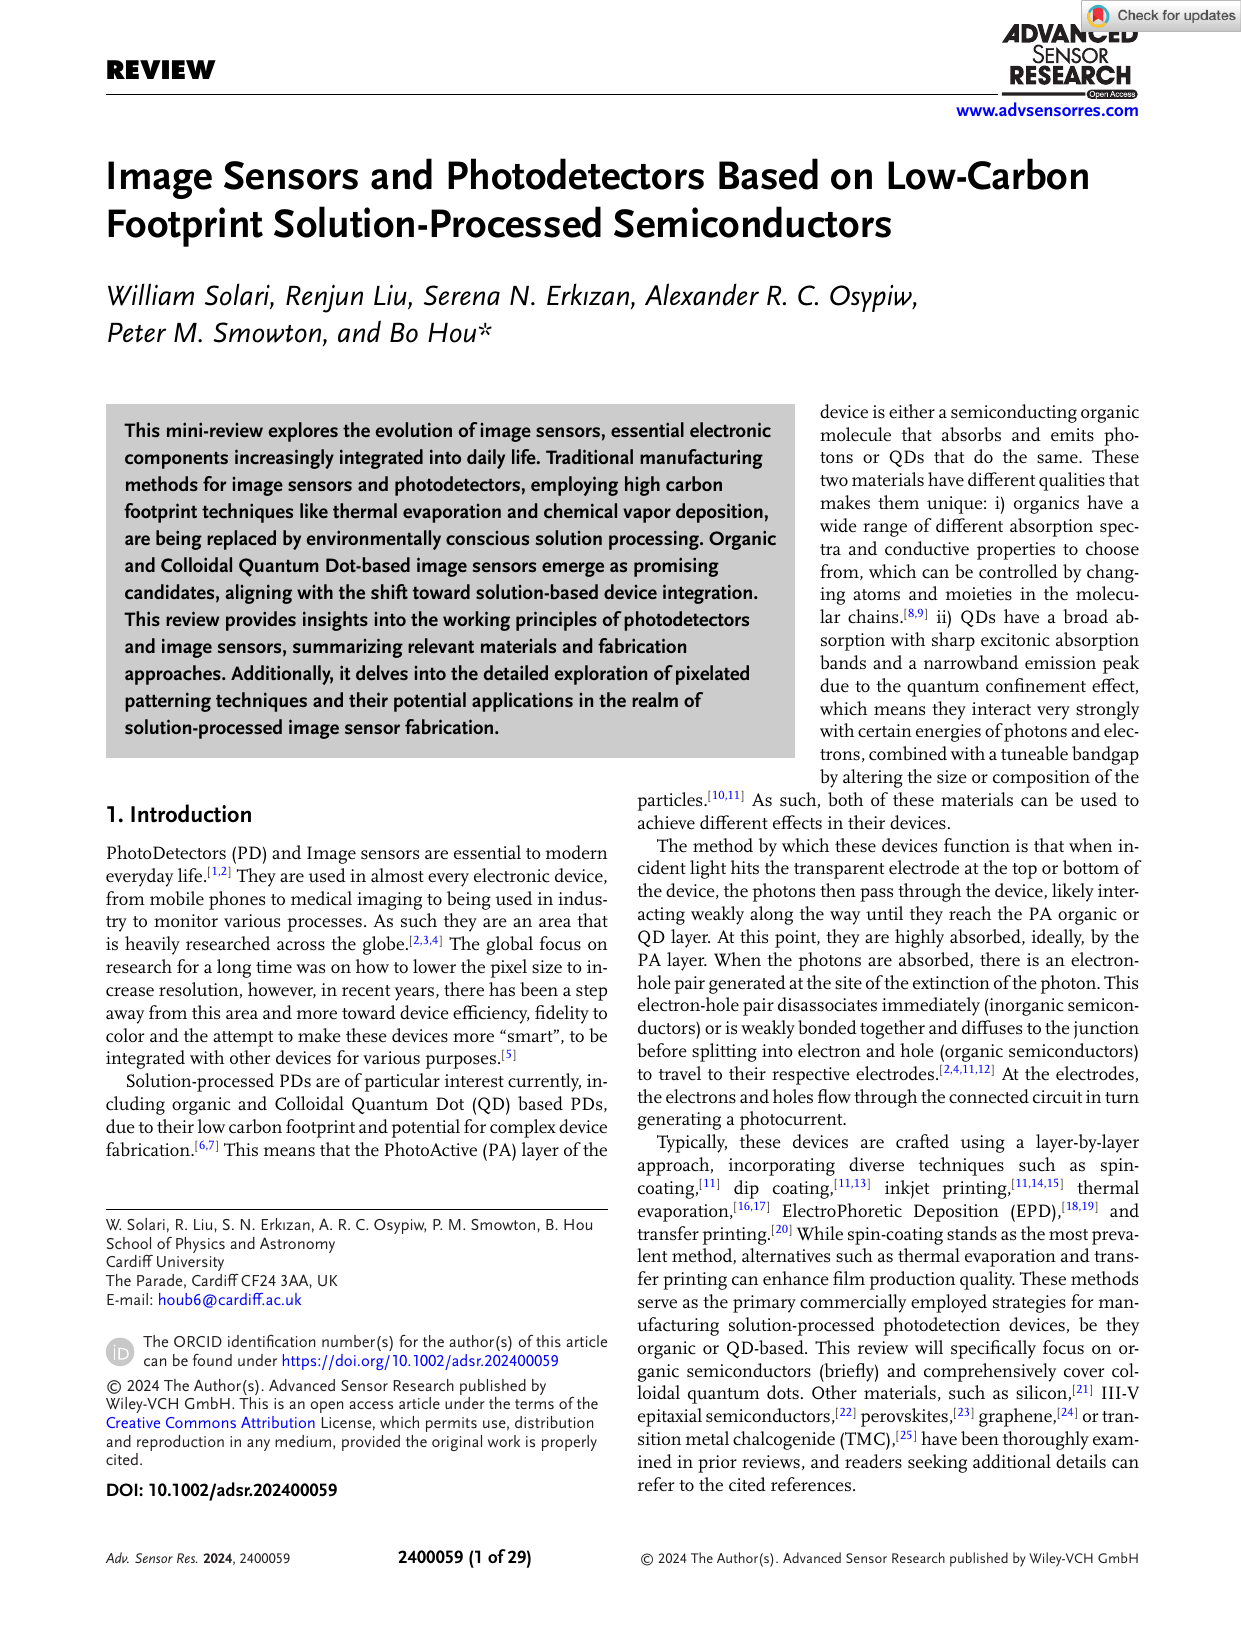 Check for updates
REVIEW
ADVANCED
SENSOR
RESEARCH
Open Access
www.advsensorres.com
Image Sensors and Photodetectors Based on Low-Carbon
Footprint Solution-Processed Semiconductors
William Solari, Renjun Liu, Serena N. Erkızan, Alexander R. C. Osypiw,
Peter M. Smowton, and Bo Hou*
This mini-review explores the evolution of image sensors, essential electronic
components increasingly integrated into daily life. Traditional manufacturing
methods for image sensors and photodetectors, employing high carbon
footprint techniques like thermal evaporation and chemical vapor deposition,
are being replaced by environmentally conscious solution processing. Organic
and Colloidal Quantum Dot-based image sensors emerge as promising
candidates, aligning with the shift toward solution-based device integration.
This review provides insights into the working principles of photodetectors
and image sensors, summarizing relevant materials and fabrication
approaches. Additionally, it delves into the detailed exploration of pixelated
patterning techniques and their potential applications in the realm of
solution-processed image sensor fabrication.
1. Introduction
PhotoDetectors (PD) and Image sensors are essential to modern
everyday life.[1,2] They are used in almost every electronic device,
from mobile phones to medical imaging to being used in indus-
try to monitor various processes. As such they are an area that
is heavily researched across the globe.[2,3,4] The global focus on
research for a long time was on how to lower the pixel size to in-
crease resolution, however, in recent years, there has been a step
away from this area and more toward device efficiency, fidelity to
color and the attempt to make these devices more “smart”, to be
integrated with other devices for various purposes.[5]
Solution-processed PDs are of particular interest currently, in-
cluding organic and Colloidal Quantum Dot (QD) based PDs,
due to their low carbon footprint and potential for complex device
fabrication.[6,7] This means that the PhotoActive (PA) layer of the
W. Solari, R. Liu, S. N. Erkızan, A. R. C. Osypiw, P. M. Smowton, B. Hou
School of Physics and Astronomy
Cardiff University
The Parade, Cardiff CF24 3AA, UK
E-mail: houb6@cardiff.ac.uk
iD
The ORCID identification number(s) for the author(s) of this article
can be found under https://doi.org/10.1002/adsr.202400059
© 2024 The Author(s). Advanced Sensor Research published by
Wiley-VCH GmbH. This is an open access article under the terms of the
Creative Commons Attribution License, which permits use, distribution
and reproduction in any medium, provided the original work is properly
cited.
DOI: 10.1002/adsr.202400059
device is either a semiconducting organic
molecule that absorbs and emits pho-
tons or QDs that do the same. These
two materials have different qualities that
makes them unique: i) organics have a
wide range of different absorption spec-
tra and conductive properties to choose
from, which can be controlled by chang-
ing atoms and moieties in the molecu-
lar chains.[8,9] ii) QDs have a broad ab-
sorption with sharp excitonic absorption
bands and a narrowband emission peak
due to the quantum confinement effect,
which means they interact very strongly
with certain energies of photons and elec-
trons, combined with a tuneable bandgap
by altering the size or composition of the
particles.[10,11] As such, both of these materials can be used to
achieve different effects in their devices.
The method by which these devices function is that when in-
cident light hits the transparent electrode at the top or bottom of
the device, the photons then pass through the device, likely inter-
acting weakly along the way until they reach the PA organic or
QD layer. At this point, they are highly absorbed, ideally, by the
PA layer. When the photons are absorbed, there is an electron-
hole pair generated at the site of the extinction of the photon. This
electron-hole pair disassociates immediately (inorganic semicon-
ductors) or is weakly bonded together and diffuses to the junction
before splitting into electron and hole (organic semiconductors)
to travel to their respective electrodes.[2,4,11,12] At the electrodes,
the electrons and holes flow through the connected circuit in turn
generating a photocurrent.
Typically, these devices are crafted using a layer-by-layer
approach, incorporating diverse techniques such as spin-
coating,[11] dip coating,[11,13] inkjet printing,[11,14,15] thermal
evaporation,[16,17] ElectroPhoretic Deposition (EPD),[18,19] and
transfer printing.[20] While spin-coating stands as the most preva-
lent method, alternatives such as thermal evaporation and trans-
fer printing can enhance film production quality. These methods
serve as the primary commercially employed strategies for man-
ufacturing solution-processed photodetection devices, be they
organic or QD-based. This review will specifically focus on or-
ganic semiconductors (briefly) and comprehensively cover col-
loidal quantum dots. Other materials, such as silicon,[21] III-V
epitaxial semiconductors,[22] perovskites,[23] graphene,[24] or tran-
sition metal chalcogenide (TMC),[25] have been thoroughly exam-
ined in prior reviews, and readers seeking additional details can
refer to the cited references.
Adv. Sensor Res. 2024, 2400059
2400059 (1 of 29)
© 2024 The Author(s). Advanced Sensor Research published by Wiley-VCH GmbH